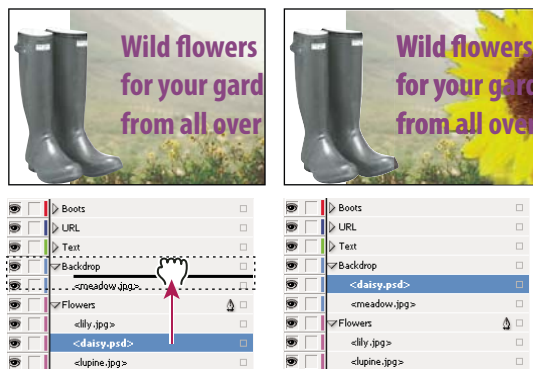 Wild flowers
for your gard
from all over
Wild flowers
for your gard
from all over
Boots
URL
Text
Backdrop
<meadow.jpg>
Flowers
<lily.jpg>
<daisy.psd>
<lupine.jpg>
Boots
URL
Text
Backdrop
<daisy.psd>
<meadow.jpg>
Flowers
<lily.jpg>
<lupine.jpg>